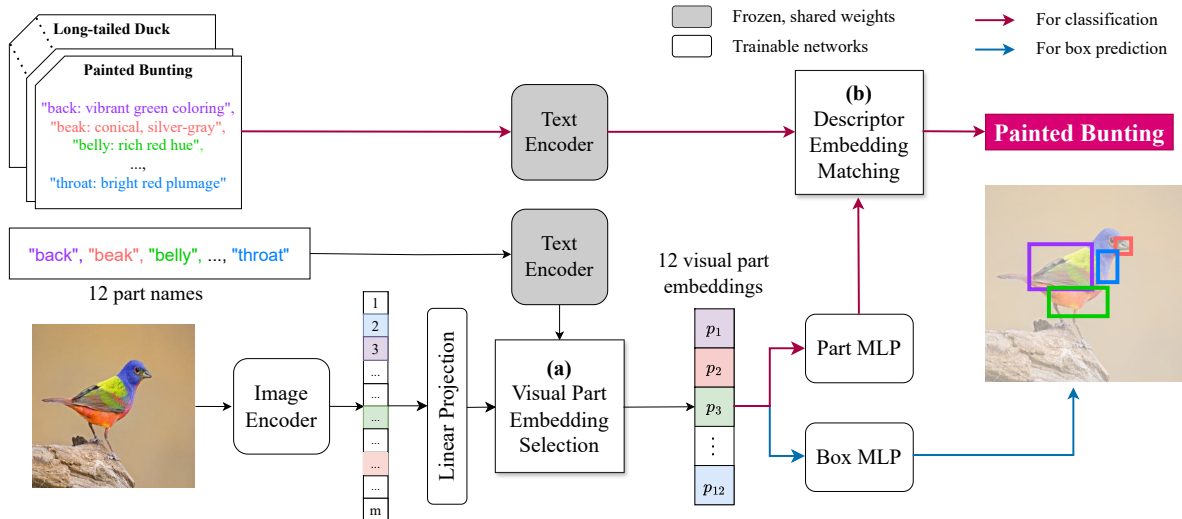 Long-tailed Duck
Painted Bunting
"back: vibrant green coloring",
"beak: conical, silver-gray",
"belly: rich red hue",
...,
"throat: bright red plumage"
Frozen, shared weights
Trainable networks
For classification
For box prediction
Text
Encoder
(b)
Descriptor
Embedding
Matching
Painted Bunting
"back", "beak", "belly", ..., "throat"
12 part names
Text
Encoder
12 visual part
embeddings
Image
Encoder
1
2
3
...
...
...
...
...
...
m
Linear Projection
(a)
Visual Part
Embedding
Selection
p1
p2
p3
⋮
p12
Part MLP
Box MLP